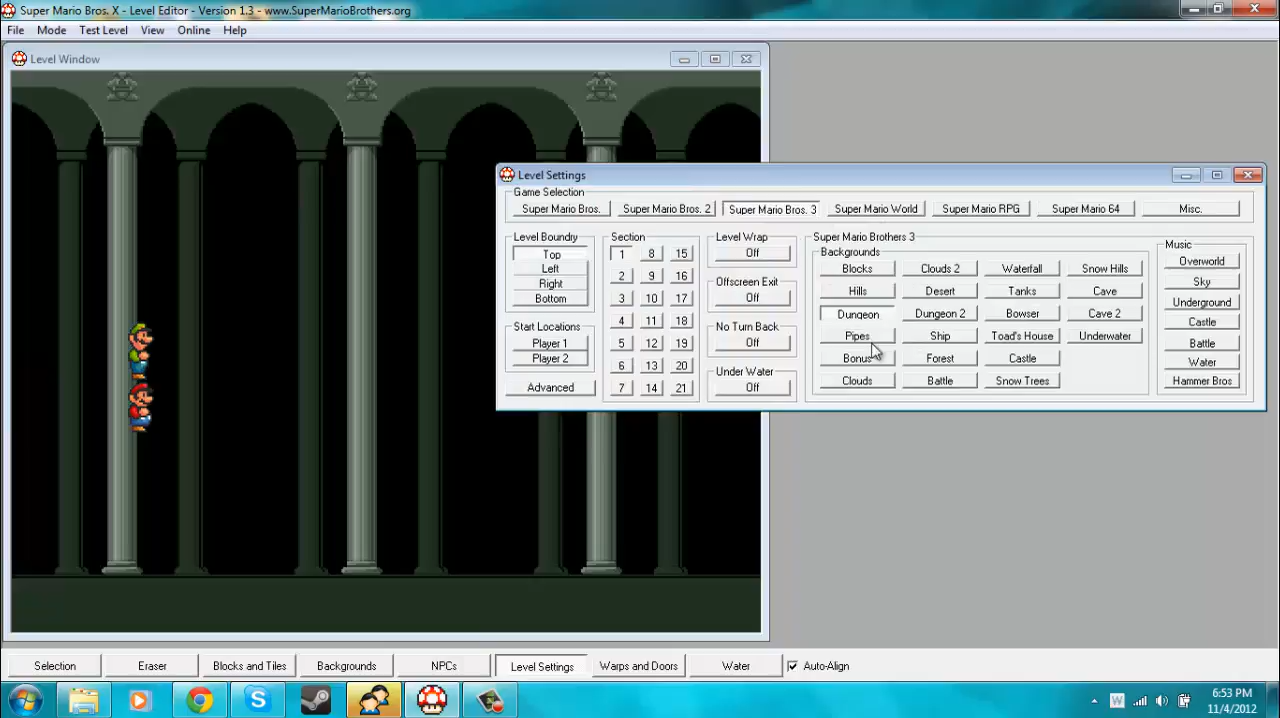 Super Mario Bros. X - Level Editor - Version 1.3 - www.SuperMarioBrothers.org
File Mode Test Level View Online Help
Level Window
Level Settings
Game Selection
Super Mario Bros. Super Mario Bros. 2 Super Mario Bros. 3 Super Mario World Super Mario RPG Super Mario 64 Misc.
Level Boundry
Top
Left
Right
Bottom
Start Locations
Player 1
Player 2
Advanced
Section
1 8 15
2 9 16
3 10 17
4 11 18
5 12 19
6 13 20
7 14 21
Level Wrap
Off
Offscreen Exit
Off
No Turn Back
Off
Under Water
Off
Super Mario Brothers 3
Backgrounds
Blocks Clouds 2 Waterfall Snow Hills
Hills Desert Tanks Cave
Dungeon Dungeon 2 Bowser Cave 2
Pipes Ship Toad's House Underwater
Bonus Forest Castle
Clouds Battle Snow Trees
Music
Overworld
Sky
Underground
Castle
Battle
Water
Hammer Bros
Selection Eraser Blocks and Tiles Backgrounds NPCs Level Settings Warps and Doors Water Auto-Align
W
6:53 PM
11/4/2012